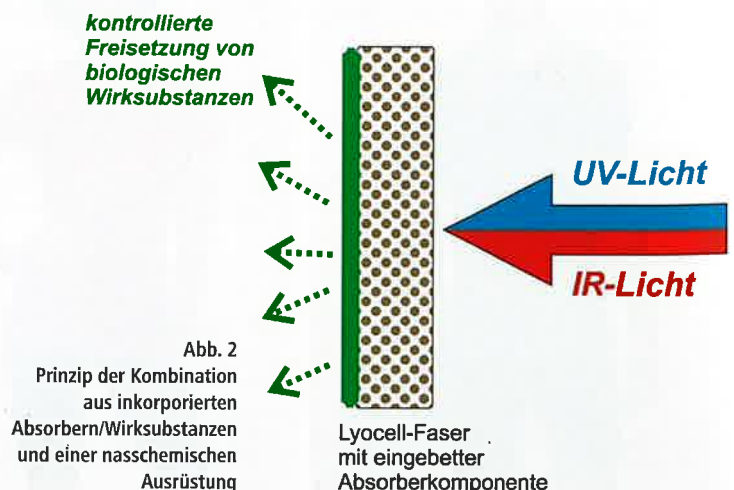 kontrollierte
Freisetzung von
biologischen
Wirksubstanzen
UV-Licht
IR-Licht
Abb. 2
Prinzip der Kombination
aus inkorporierten
Absorbern/Wirksubstanzen
und einer nasschemischen
Ausrüstung
Lyocell-Faser
mit eingebetter
Absorberkomponente